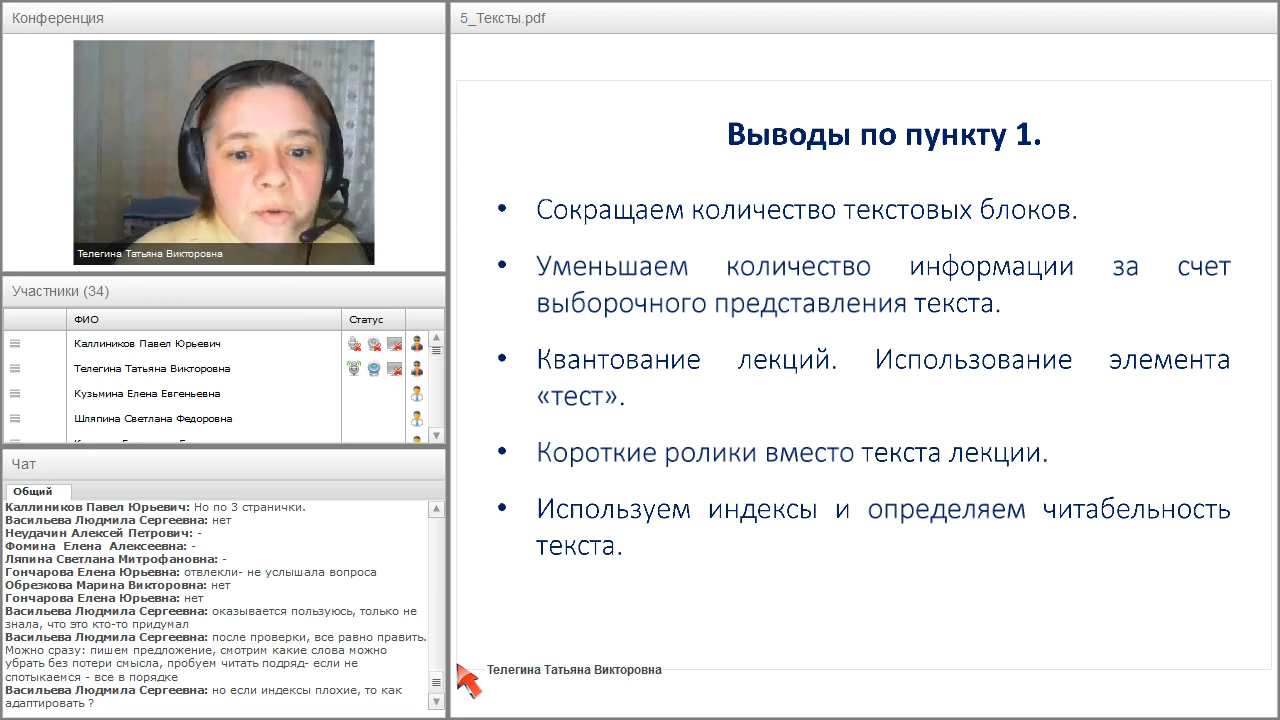 Конференция
Телегина Татьяна Викторовна
Участники (34)
ФИО
Статус
Каллиников Павел Юрьевич
Телегина Татьяна Викторовна
Кузьмина Елена Евгеньевна
Шляпина Светлана Федоровна
Чат
Общий
Каллиников Павел Юрьевич: Но по 3 странички.
Васильева Людмила Сергеевна: нет
Неудачин Алексей Петрович: -
Фомина Елена Алексеевна: -
Ляпина Светлана Митрофановна: -
Гончарова Елена Юрьевна: отвлекли- не услышала вопроса
Обрезкова Марина Викторовна: нет
Гончарова Елена Юрьевна: нет
Васильева Людмила Сергеевна: оказывается пользуюсь, только не
знала, что это кто-то придумал
Васильева Людмила Сергеевна: после проверки, все равно править.
Можно сразу: пишем предложение, смотрим какие слова можно
убрать без потери смысла, пробуем читать подряд- если не
спотыкаемся - все в порядке
Васильева Людмила Сергеевна: но если индексы плохие, то как
адаптировать ?
5_Тексты.pdf
Выводы по пункту 1.
• Сокращаем количество текстовых блоков.
• Уменьшаем количество информации за счет
выборочного представления текста.
• Квантование лекций. Использование элемента
«тест».
• Короткие ролики вместо текста лекции.
• Используем индексы и определяем читабельность
текста.
Телегина Татьяна Викторовна